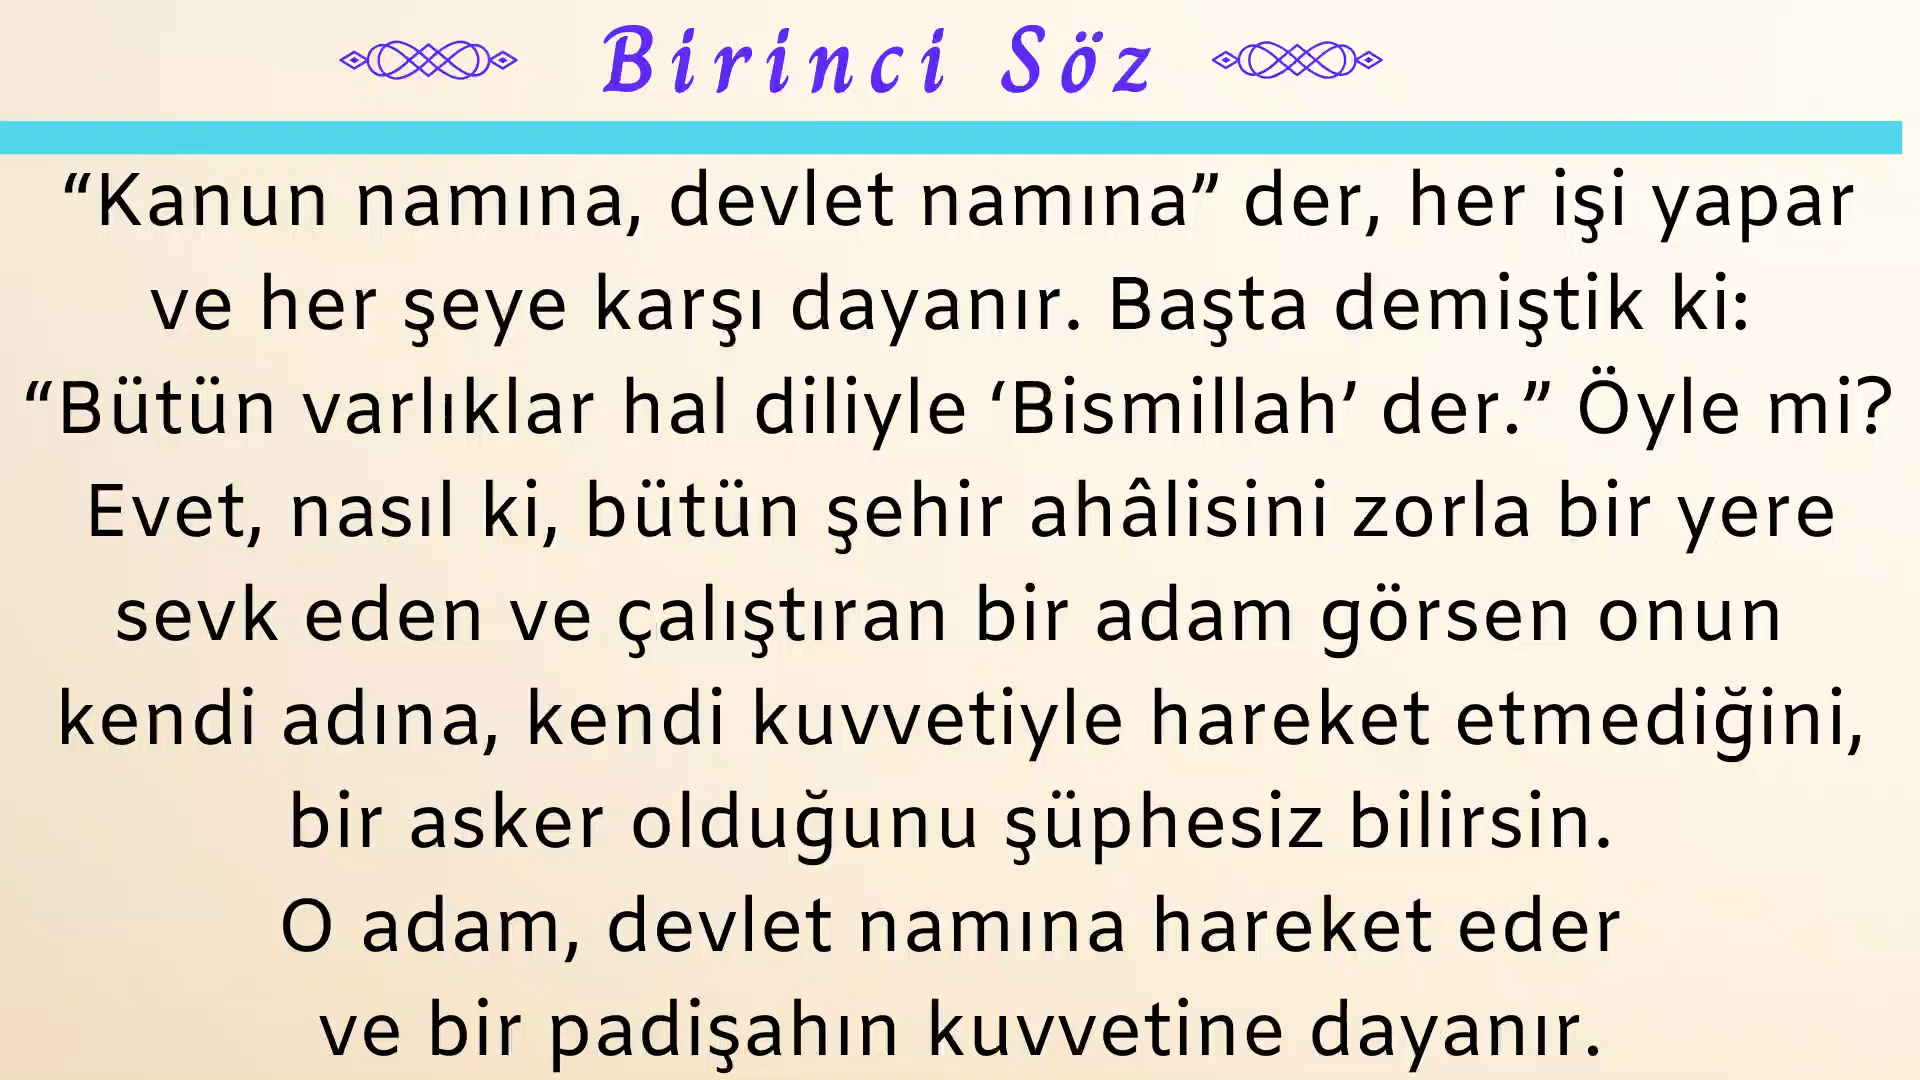 Birinci Söz
“Kanun namına, devlet namına” der, her işi yapar
ve her şeye karşı dayanır. Başta demiştik ki:
“Bütün varlıklar hal diliyle ‘Bismillah’ der.” Öyle mi?
Evet, nasıl ki, bütün şehir ahâlisini zorla bir yere
sevk eden ve çalıştıran bir adam görsen onun
kendi adına, kendi kuvvetiyle hareket etmediğini,
bir asker olduğunu şüphesiz bilirsin.
O adam, devlet namına hareket eder
ve bir padişahın kuvvetine dayanır.